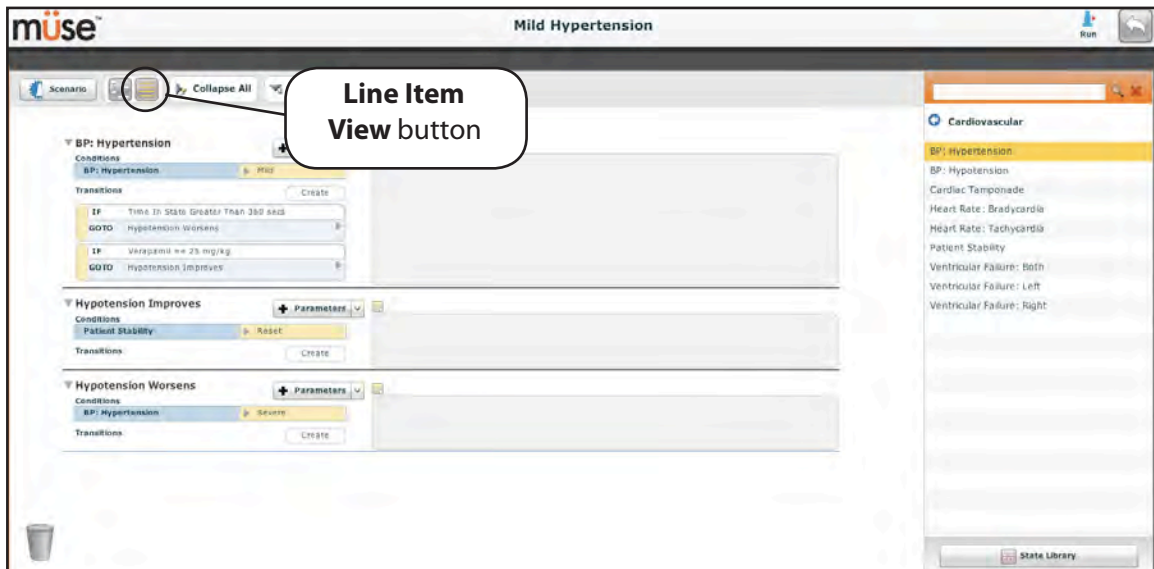 müse™
Mild Hypertension
Run
Scenario
Collapse All
Line Item
View button
Cardiovascular
BP: Hypertension
BP: Hypotension
Cardiac Tamponade
Heart Rate: Bradycardia
Heart Rate: Tachycardia
Patient Stability
Ventricular Failure: Both
Ventricular Failure: Left
Ventricular Failure: Right
BP: Hypertension
Conditions
BP: Hypertension Mild
Transitions Create
IF Time In State Greater Than 360 secs
GOTO Hypotension Worsens
IF Verapamil == 25 mg/kg
GOTO Hypotension Improves
Hypotension Improves Parameters
Conditions
Patient Stability Reset
Transitions Create
Hypotension Worsens Parameters
Conditions
BP: Hypertension Severe
Transitions Create
State Library